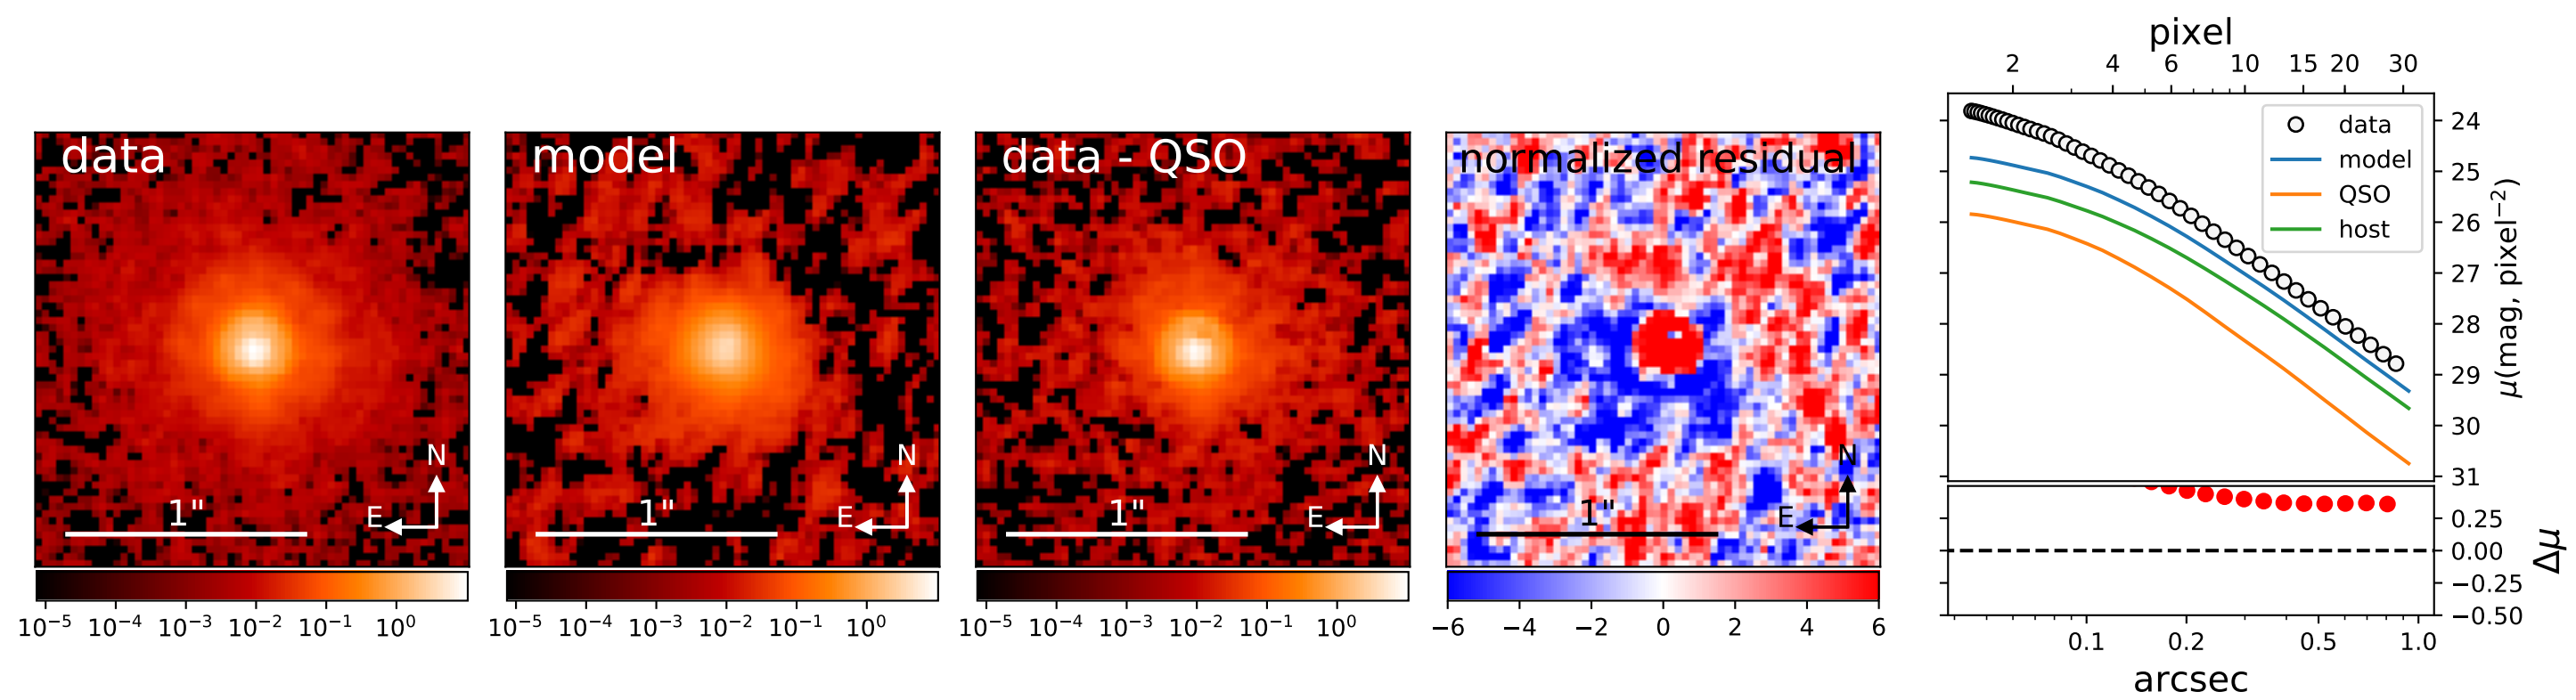 data
N
E
1"
10⁻⁵ 10⁻⁴ 10⁻³ 10⁻² 10⁻¹ 10⁰
model
N
E
1"
10⁻⁵ 10⁻⁴ 10⁻³ 10⁻² 10⁻¹ 10⁰
data - QSO
N
E
1"
10⁻⁵ 10⁻⁴ 10⁻³ 10⁻² 10⁻¹ 10⁰
normalized residual
N
E
1"
−6 −4 −2 0 2 4 6
pixel
2 4 6 10 15 20 30
data
model
QSO
host
24
25
26
27
28
29
30
31
μ(mag, pixel⁻²)
0.25
0.00
−0.25
−0.50
Δμ
0.1 0.2 0.5 1.0
arcsec